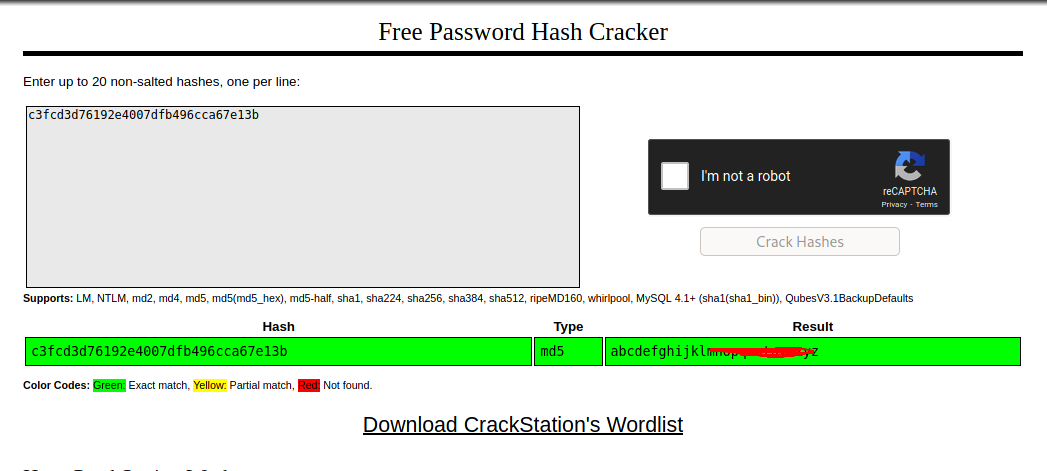 Free Password Hash Cracker
Enter up to 20 non-salted hashes, one per line:
c3fcd3d76192e4007dfb496cca67e13b
I'm not a robot
reCAPTCHA
Privacy - Terms
Crack Hashes
Supports: LM, NTLM, md2, md4, md5, md5(md5_hex), md5-half, sha1, sha224, sha256, sha384, sha512, ripeMD160, whirlpool, MySQL 4.1+ (sha1(sha1_bin)), QubesV3.1BackupDefaults
Hash Type Result
c3fcd3d76192e4007dfb496cca67e13b md5
Color Codes: Green: Exact match, Yellow: Partial match, Red: Not found.
Download CrackStation's Wordlist